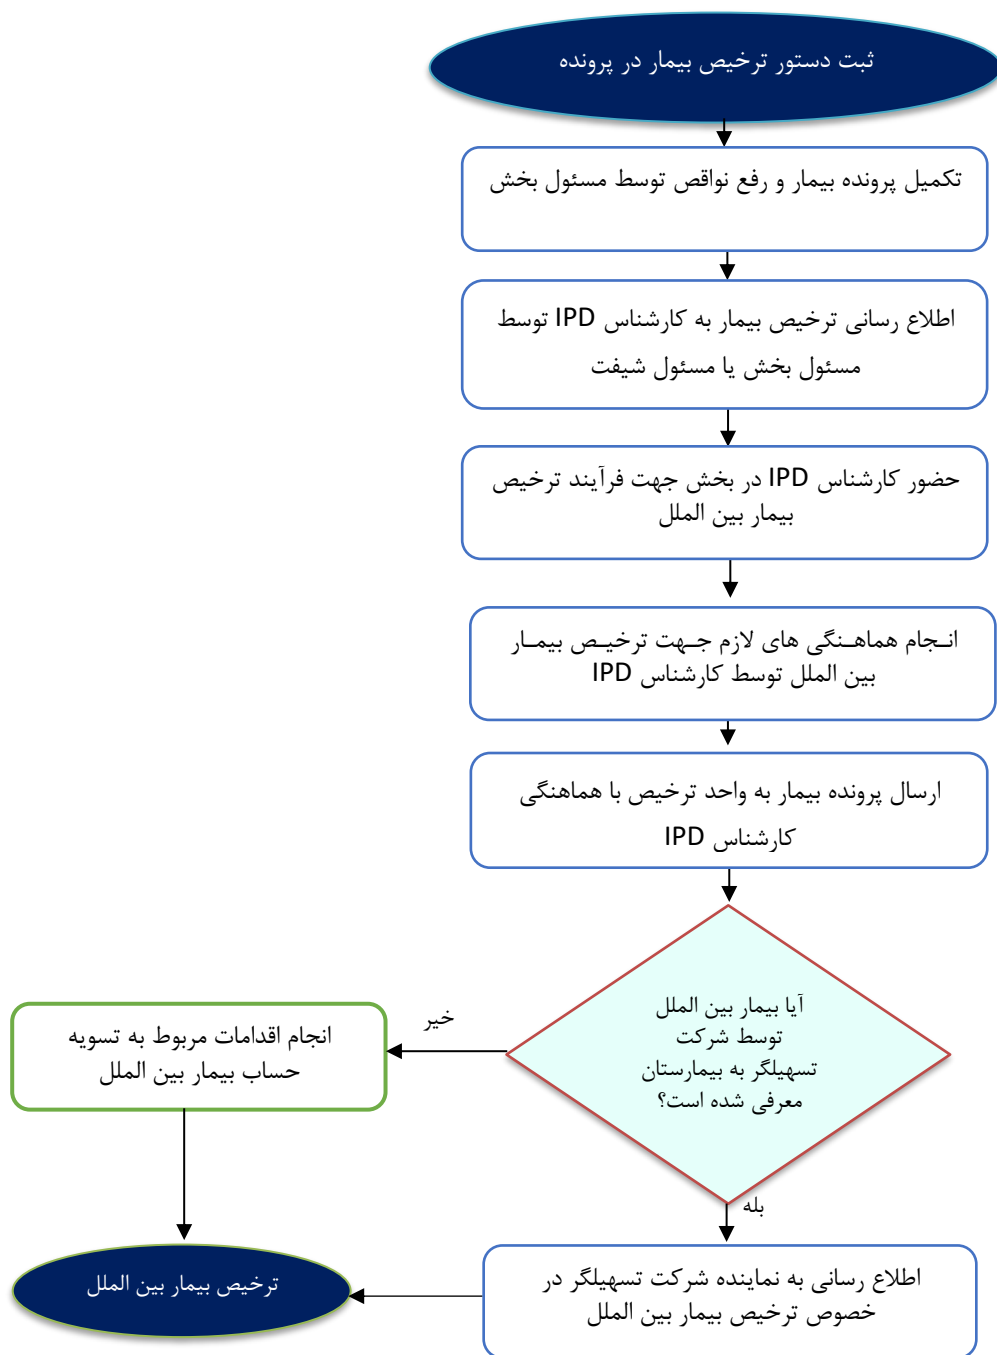 ثبت دستور ترخیص بیمار در پرونده
تکمیل پرونده بیمار و رفع نواقص توسط مسئول بخش
اطلاع رسانی ترخیص بیمار به کارشناس IPD توسط
مسئول بخش یا مسئول شیفت
حضور کارشناس IPD در بخش جهت فرآیند ترخیص
بیمار بین الملل
انـجام هماهـنگی های لازم جـهت ترخیـص بیمـار
بین الملل توسط کارشناس IPD
ارسال پرونده بیمار به واحد ترخیص با هماهنگی
کارشناس IPD
آیا بیمار بین الملل
توسط شرکت
تسهیلگر به بیمارستان
معرفی شده است؟
خیر
انجام اقدامات مربوط به تسویه
حساب بیمار بین الملل
بله
اطلاع رسانی به نماینده شرکت تسهیلگر در
خصوص ترخیص بیمار بین الملل
ترخیص بیمار بین الملل